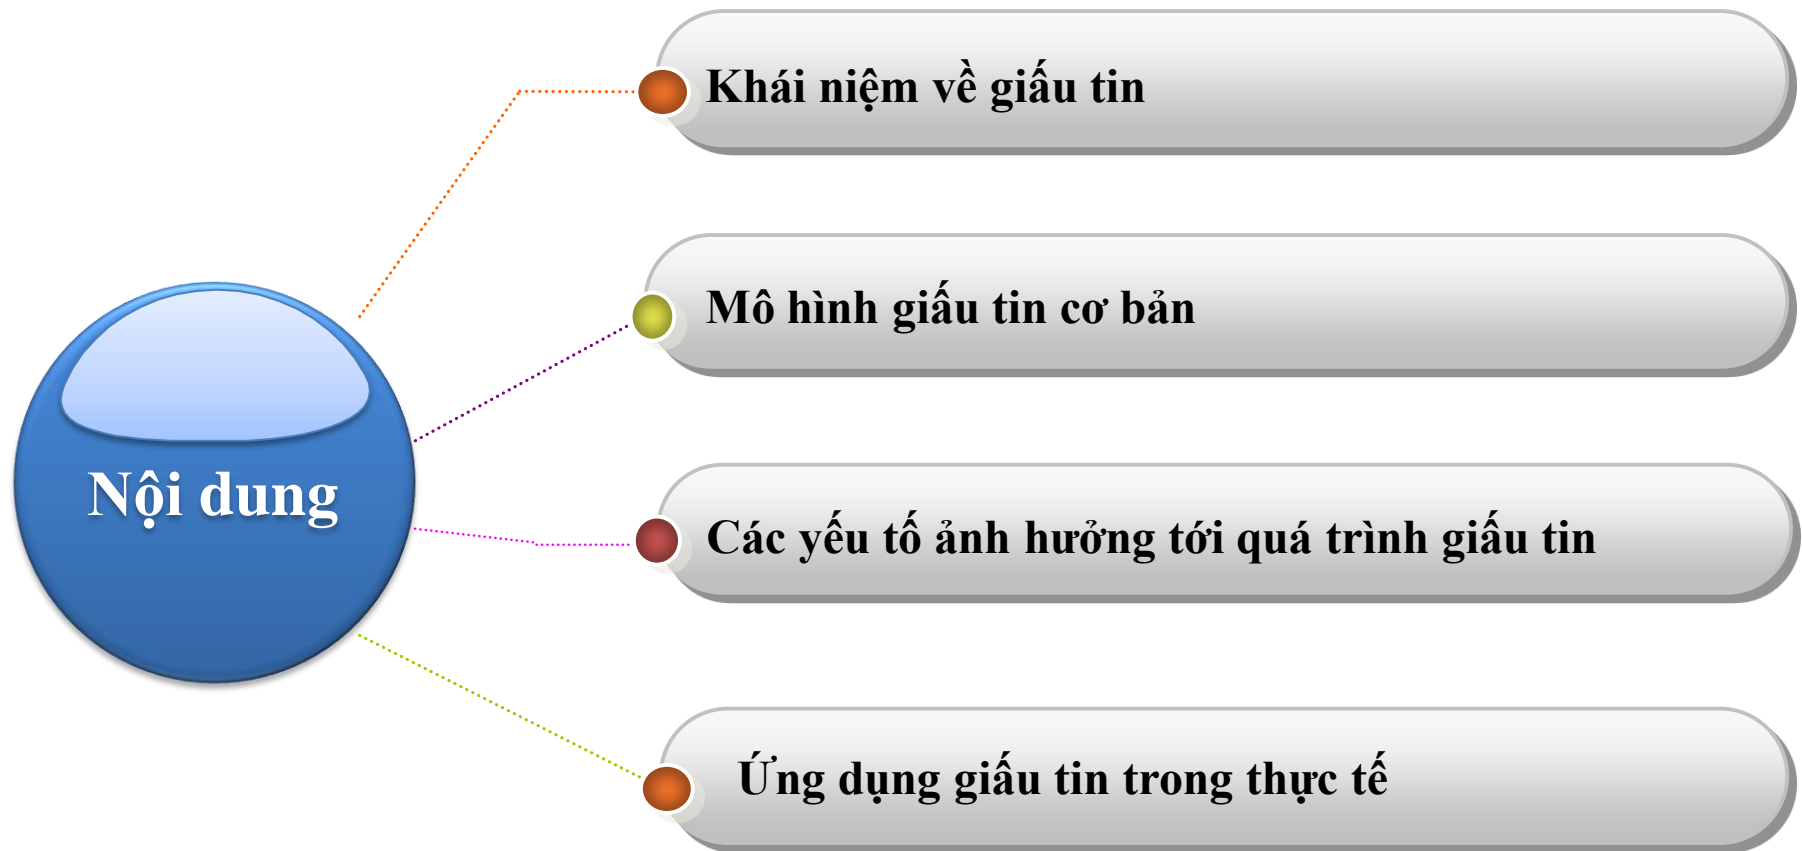 Khái niệm về giấu tin
Mô hình giấu tin cơ bản
Nội dung
Các yếu tố ảnh hưởng tới quá trình giấu tin
Ứng dụng giấu tin trong thực tế